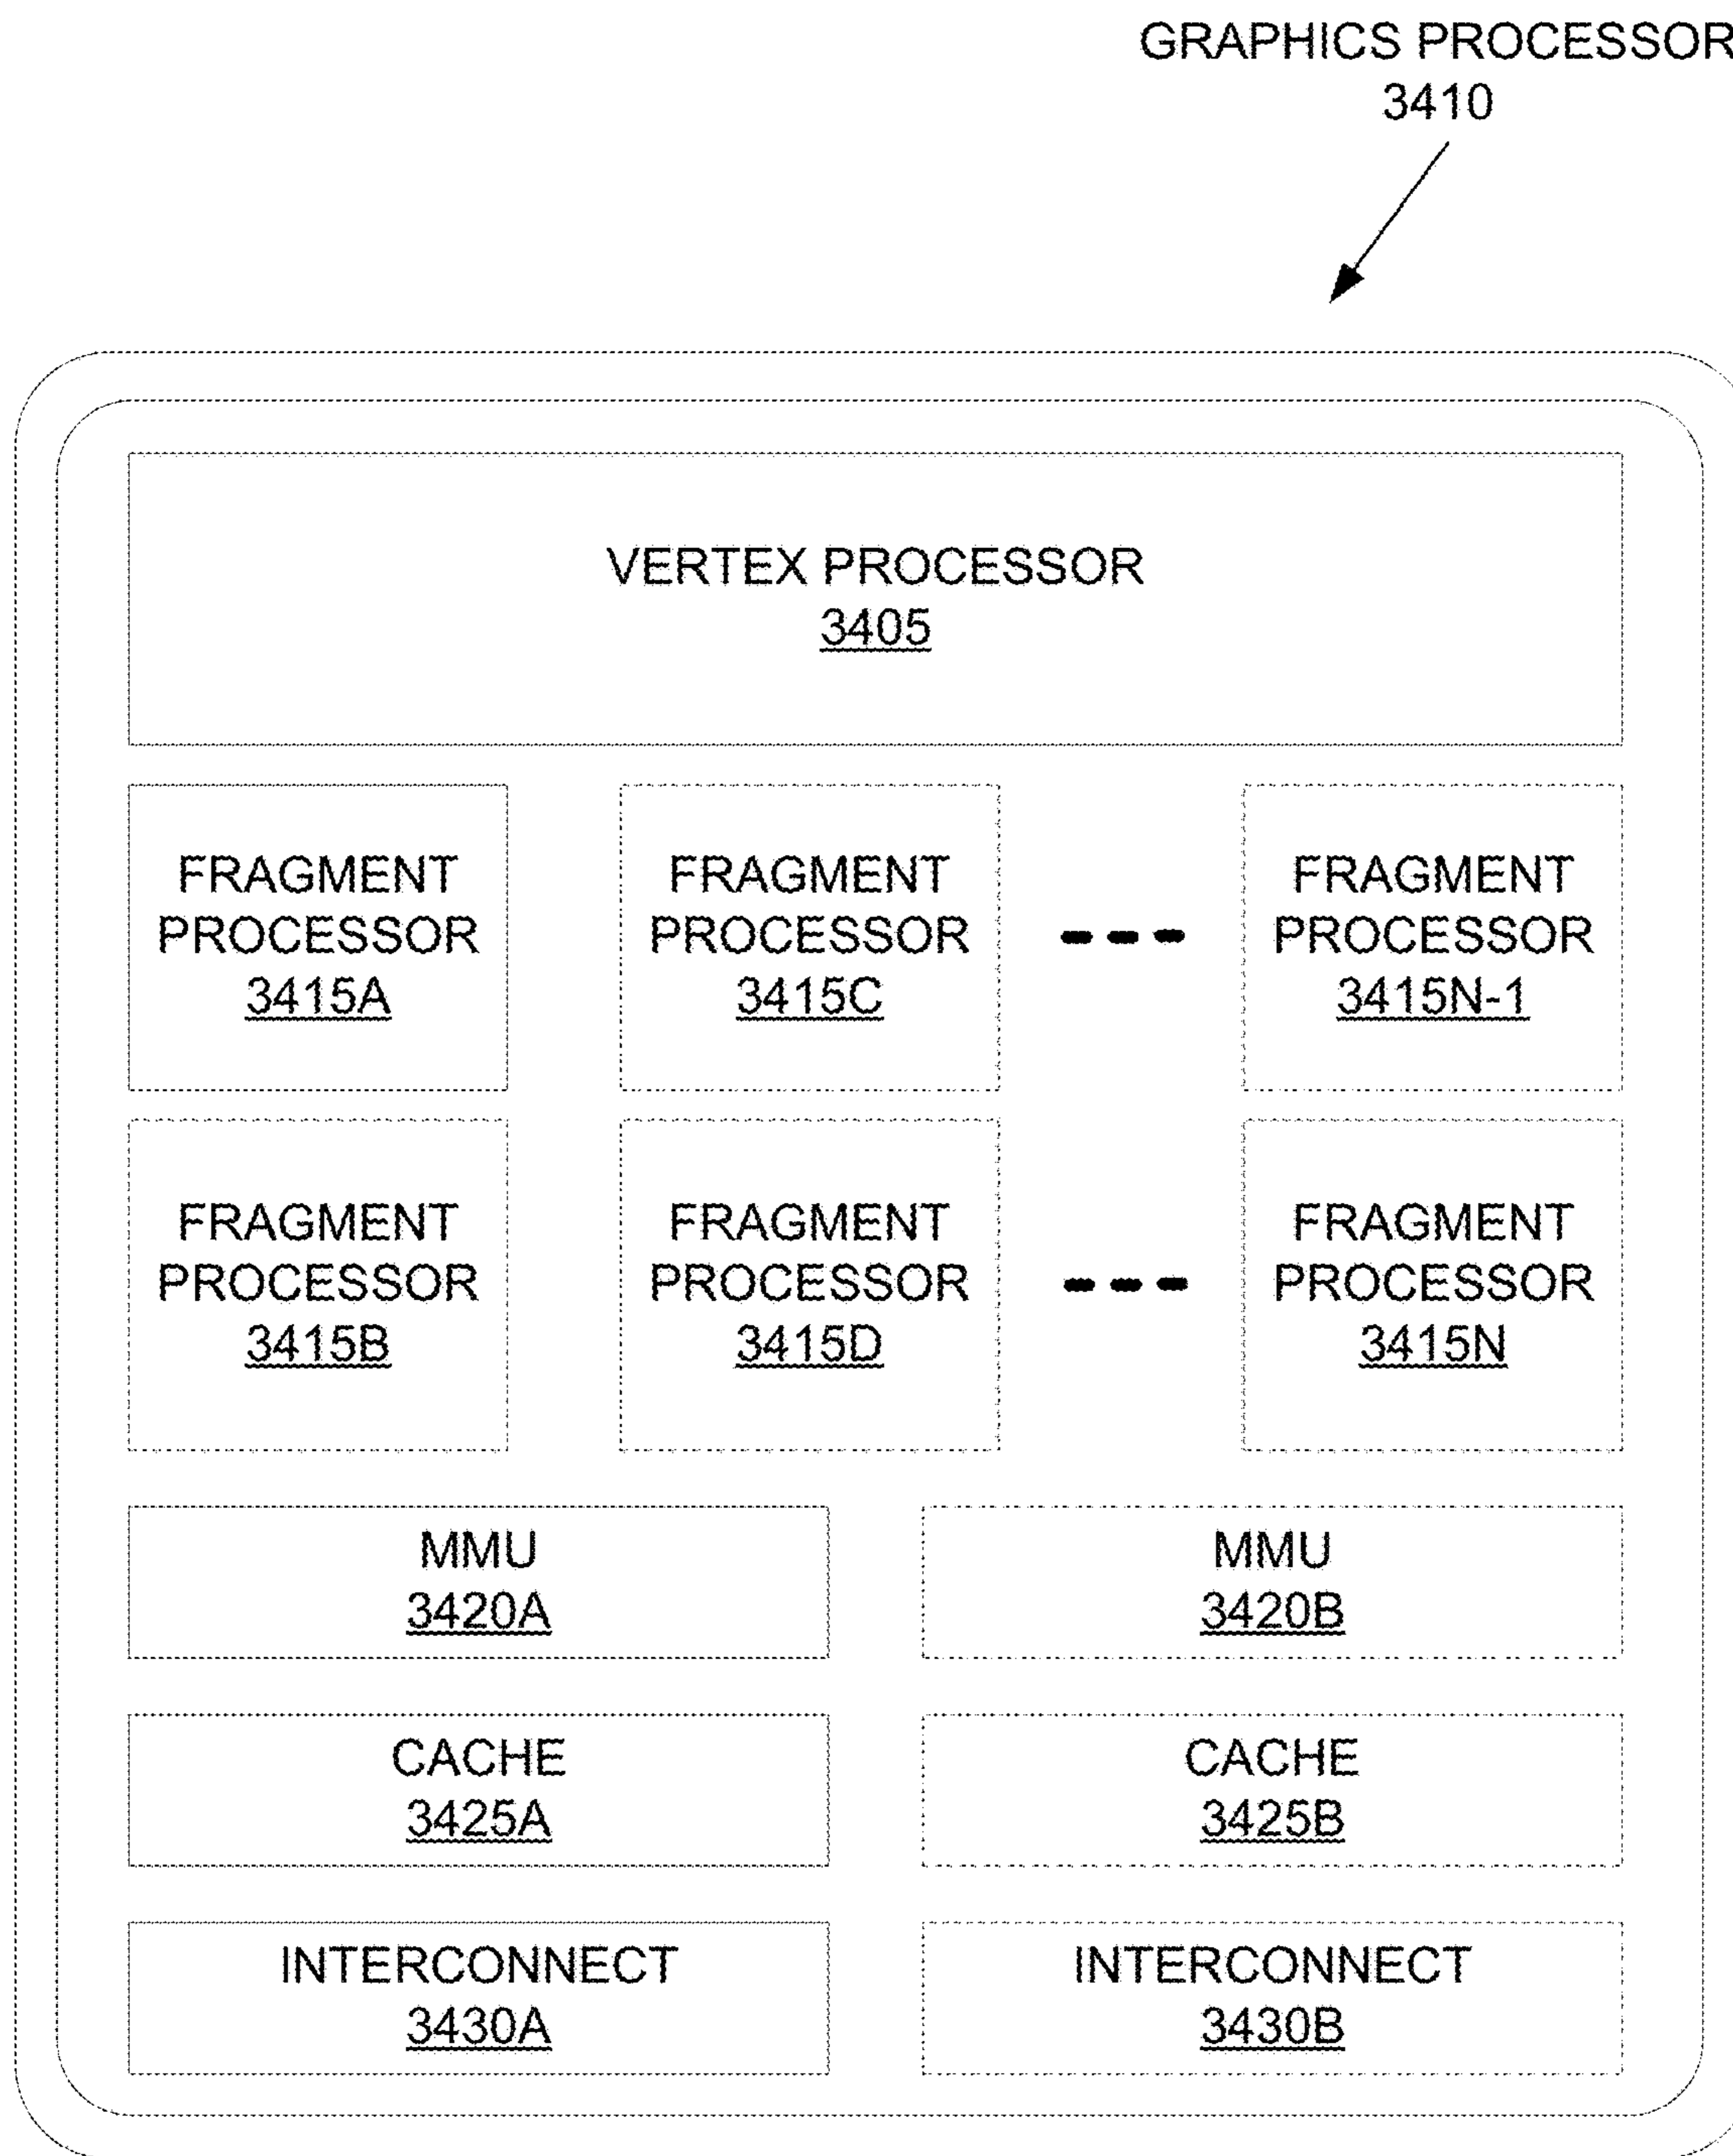 GRAPHICS PROCESSOR
3410
VERTEX PROCESSOR
3405
FRAGMENT
PROCESSOR
3415A
FRAGMENT
PROCESSOR
3415C
FRAGMENT
PROCESSOR
3415N-1
FRAGMENT
PROCESSOR
3415B
FRAGMENT
PROCESSOR
3415D
FRAGMENT
PROCESSOR
3415N
MMU
3420A
MMU
3420B
CACHE
3425A
CACHE
3425B
INTERCONNECT
3430A
INTERCONNECT
3430B